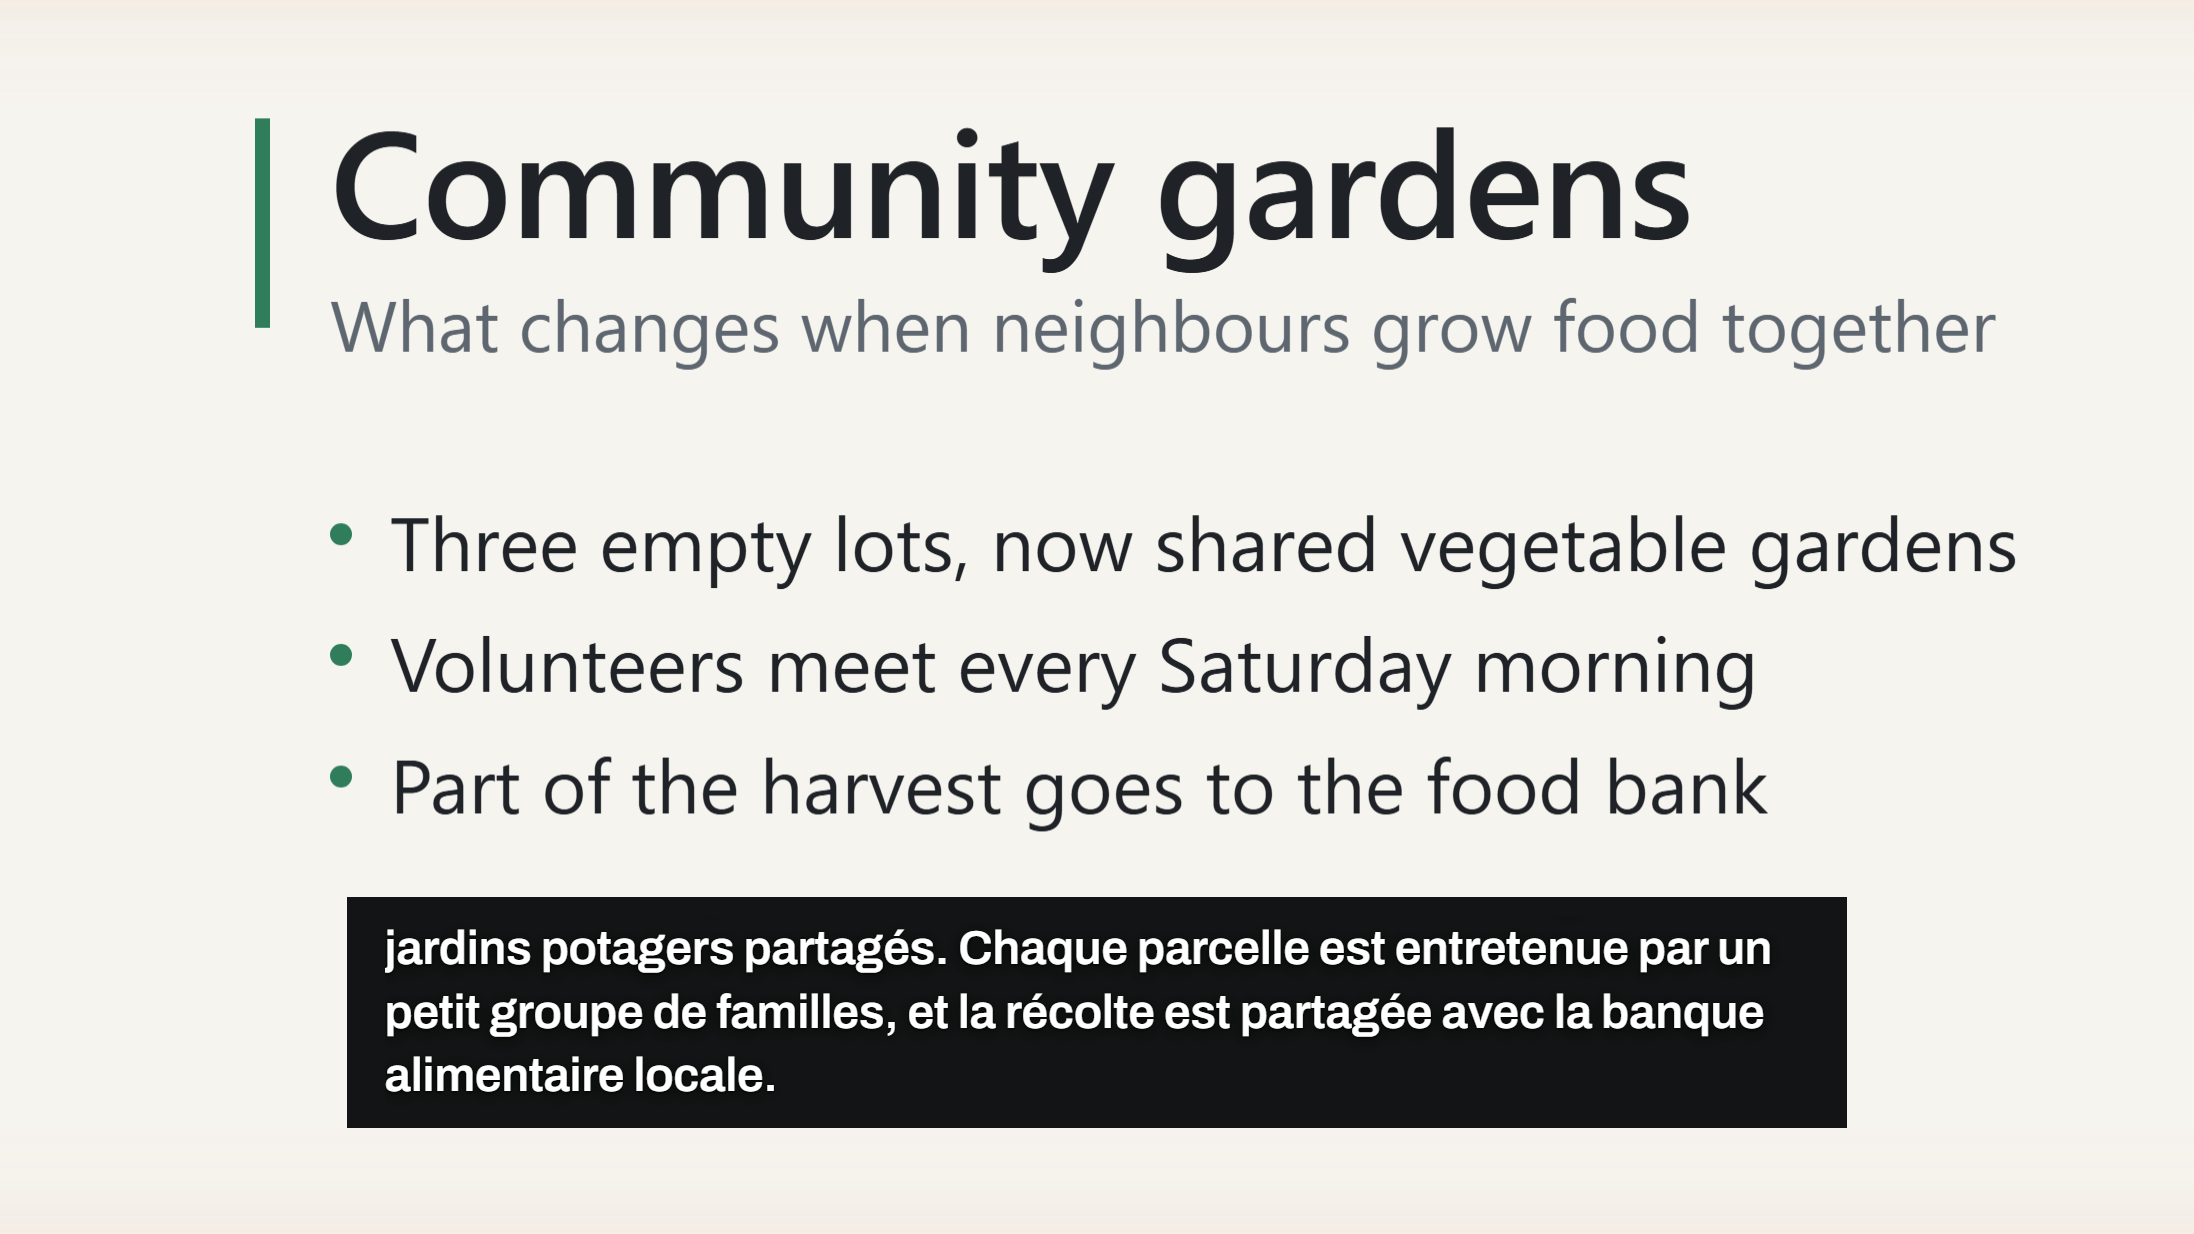 Community gardens
What changes when neighbours grow food together
• Three empty lots, now shared vegetable gardens
• Volunteers meet every Saturday morning
• Part of the harvest goes to the food bank
jardins potagers partagés. Chaque parcelle est entretenue par un
petit groupe de familles, et la récolte est partagée avec la banque
alimentaire locale.